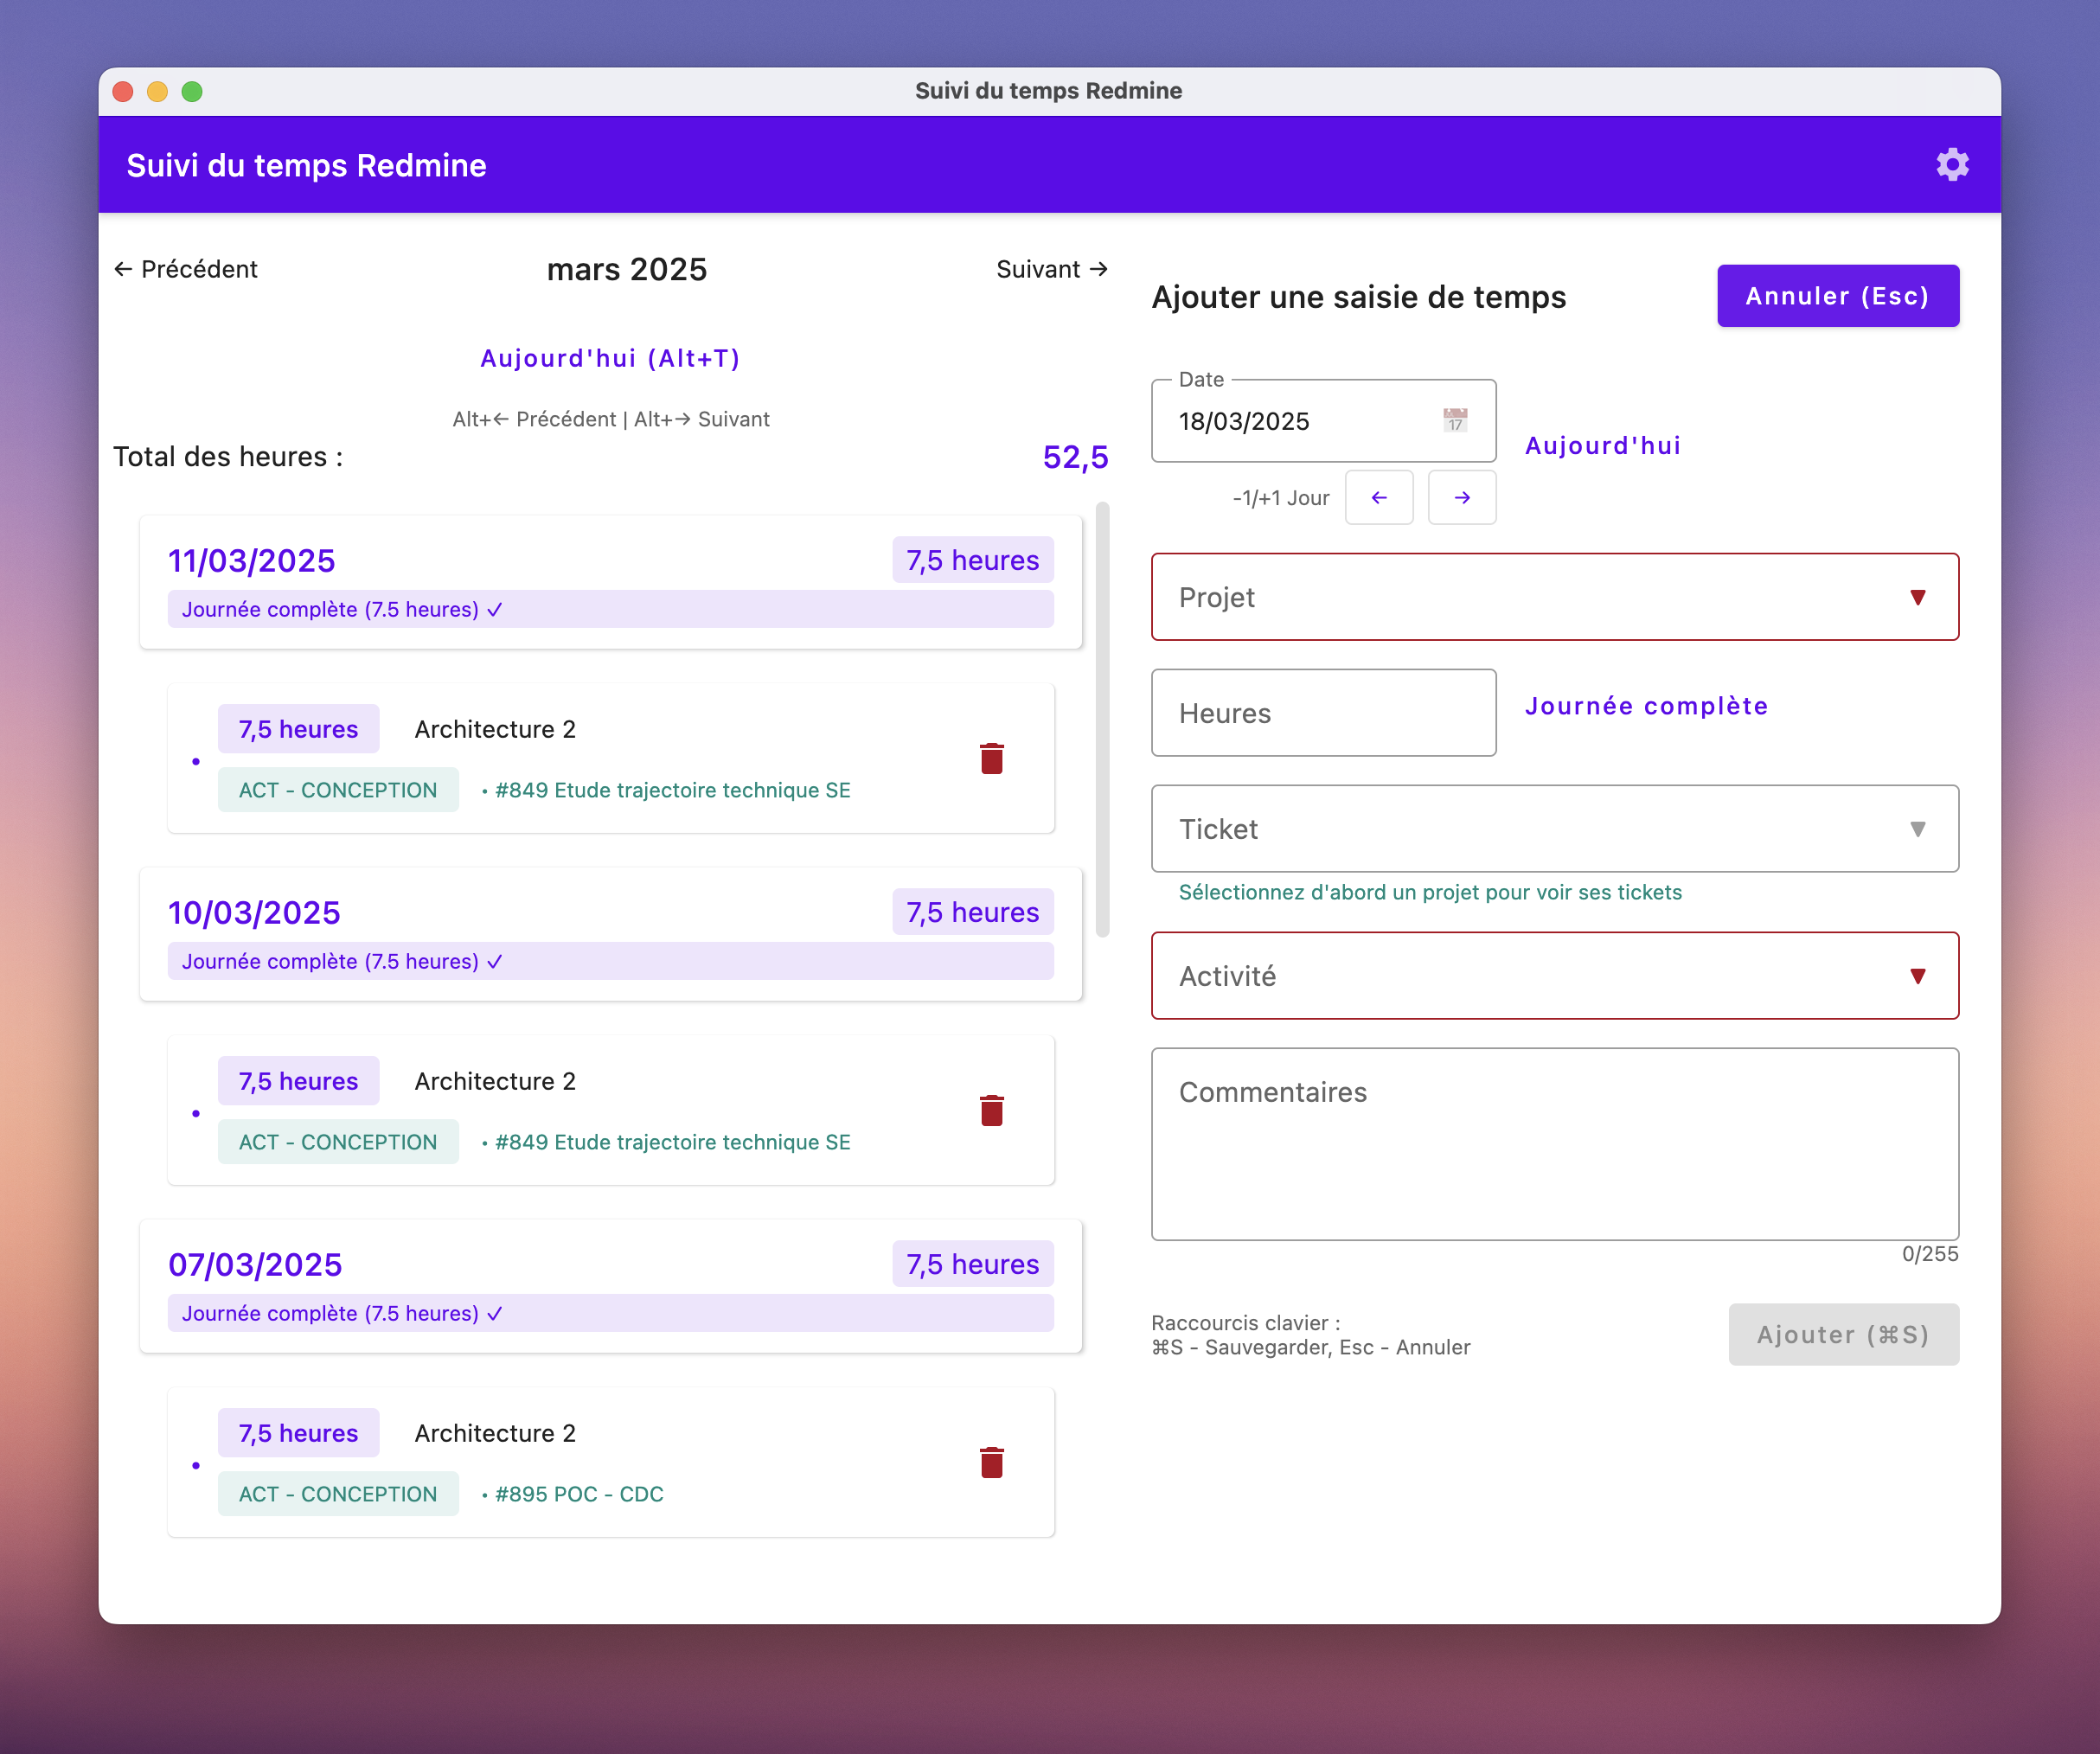 Suivi du temps Redmine
Suivi du temps Redmine
← Précédent
mars 2025
Suivant →
Aujourd'hui (Alt+T)
Alt+← Précédent | Alt+→ Suivant
Total des heures :
52,5
11/03/2025
7,5 heures
Journée complète (7.5 heures) ✓
7,5 heures
Architecture 2
ACT - CONCEPTION
• #849 Etude trajectoire technique SE
10/03/2025
7,5 heures
Journée complète (7.5 heures) ✓
7,5 heures
Architecture 2
ACT - CONCEPTION
• #849 Etude trajectoire technique SE
07/03/2025
7,5 heures
Journée complète (7.5 heures) ✓
7,5 heures
Architecture 2
ACT - CONCEPTION
• #895 POC - CDC
Ajouter une saisie de temps
Annuler (Esc)
Date
18/03/2025
17
Aujourd'hui
-1/+1 Jour
←
→
Projet
Heures
Journée complète
Ticket
Sélectionnez d'abord un projet pour voir ses tickets
Activité
Commentaires
0/255
Raccourcis clavier :
⌘S - Sauvegarder, Esc - Annuler
Ajouter (⌘S)